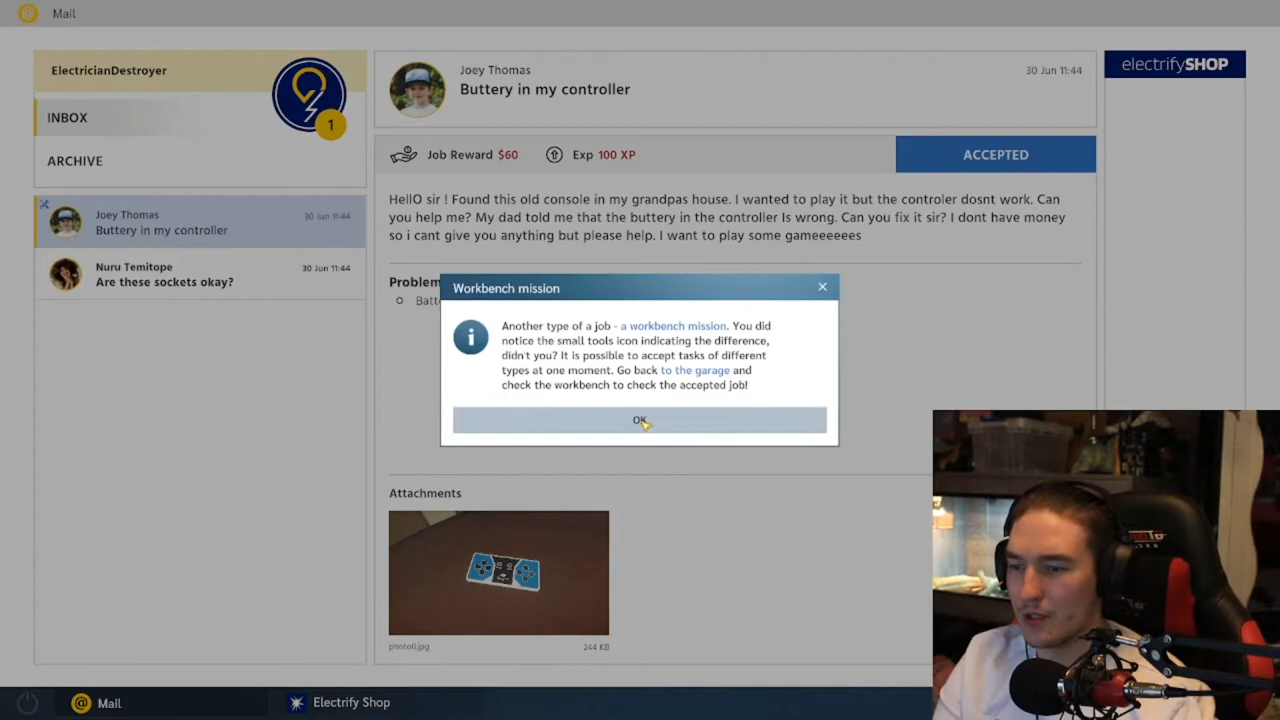 Mail
ElectricianDestroyer
1
INBOX
ARCHIVE
Joey Thomas
30 Jun 11:44
Buttery in my controller
Nuru Temitope
30 Jun 11:44
Are these sockets okay?
Joey Thomas
30 Jun 11:44
Buttery in my controller
Job Reward $60
Exp 100 XP
ACCEPTED
HellO sir ! Found this old console in my grandpas house. I wanted to play it but the controler dosnt work. Can
you help me? My dad told me that the buttery in the controller Is wrong. Can you fix it sir? I dont have money
so i cant give you anything but please help. I want to play some gameeeeees
Problem
Batt
Workbench mission
Another type of a job - a workbench mission. You did
notice the small tools icon indicating the difference,
didn't you? It is possible to accept tasks of different
types at one moment. Go back to the garage and
check the workbench to check the accepted job!
OK
Attachments
photo0.jpg
244 KB
electrifySHOP
Mail
Electrify Shop